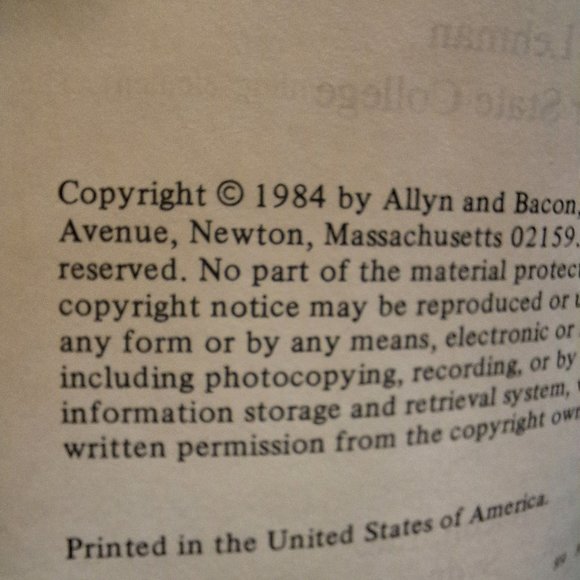 Lehman
State College
Copyright © 1984 by Allyn and Bacon,
Avenue, Newton, Massachusetts 02159.
reserved. No part of the material protec
copyright notice may be reproduced or u
any form or by any means, electronic or
including photocopying, recording, or by
information storage and retrieval system, w
written permission from the copyright own
Printed in the United States of America.